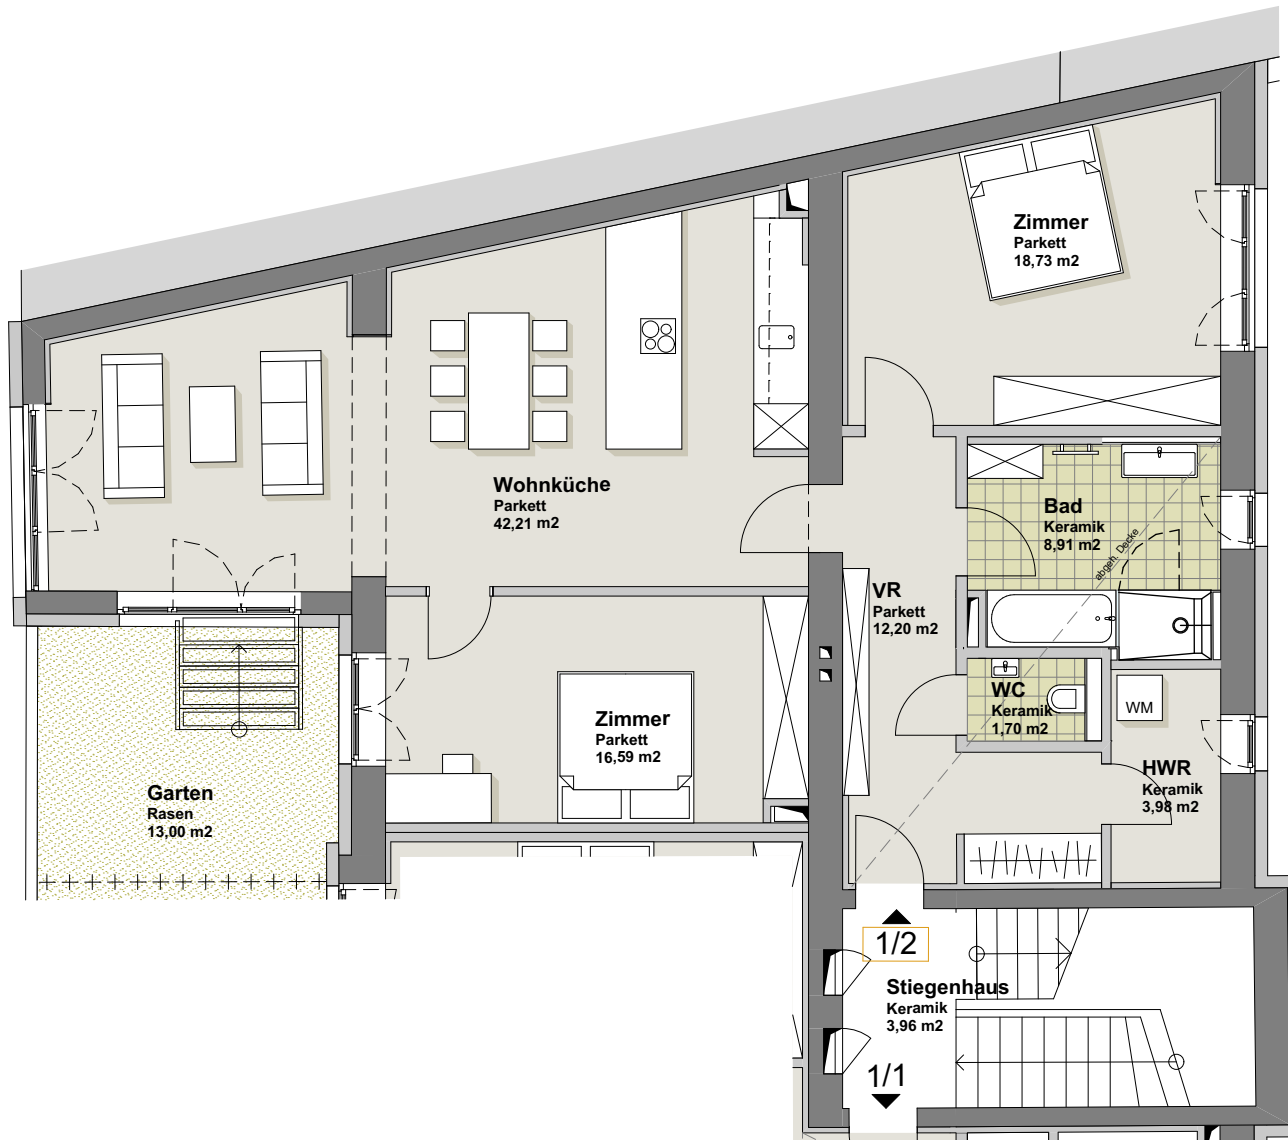 Zimmer
Parkett
18,73 m2
Wohnküche
Parkett
42,21 m2
Bad
Keramik
8,91 m2
abgeh. Decke
VR
Parkett
12,20 m2
WC
Keramik
1,70 m2
WM
Zimmer
Parkett
16,59 m2
HWR
Keramik
3,98 m2
Garten
Rasen
13,00 m2
1/2
Stiegenhaus
Keramik
3,96 m2
1/1